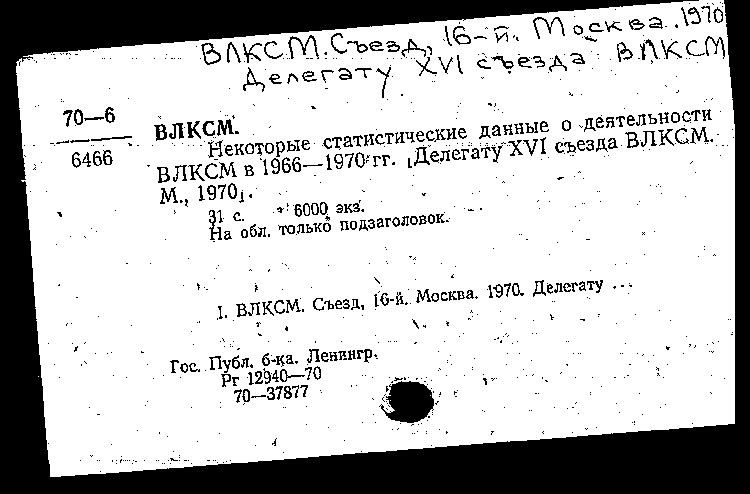 ВЛКСМ. Съезд, 16-й. Москва. 1970
Делегату XVI съезда ВЛКСМ
70—6
6466
ВЛКСМ.
Некоторые статистические данные о деятельности
ВЛКСМ в 1966—1970 гг. [Делегату XVI съезда ВЛКСМ.
М., 1970].
31 с. 6000 экз.
На обл. только подзаголовок.
I. ВЛКСМ. Съезд, 16-й. Москва. 1970. Делегату ...
Гос. Публ. б-ка. Ленингр.
Рг 12940—70
70—37877